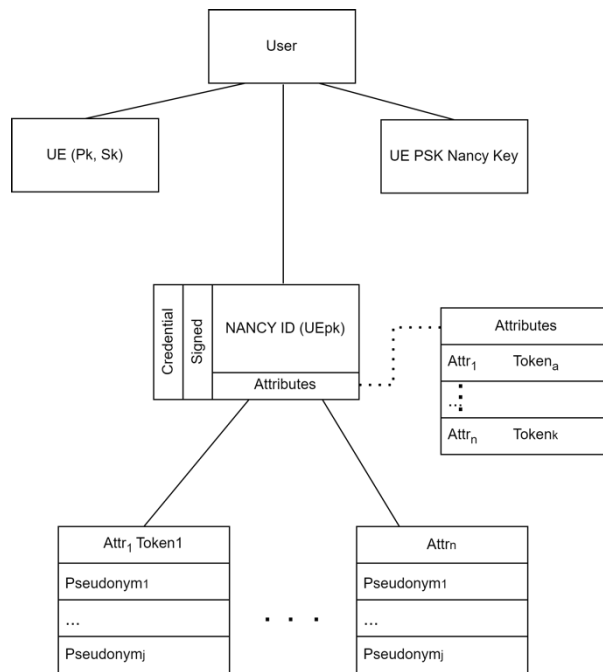 User
UE (Pk, Sk)
UE PSK Nancy Key
Credential
Signed
NANCY ID (UEpk)
Attributes
Attributes
Attr1 Tokena
...
Attrn Tokenk
Attr1 Token1
Pseudonym1
...
Pseudonymj
. . .
Attrn
Pseudonym1
...
Pseudonymj